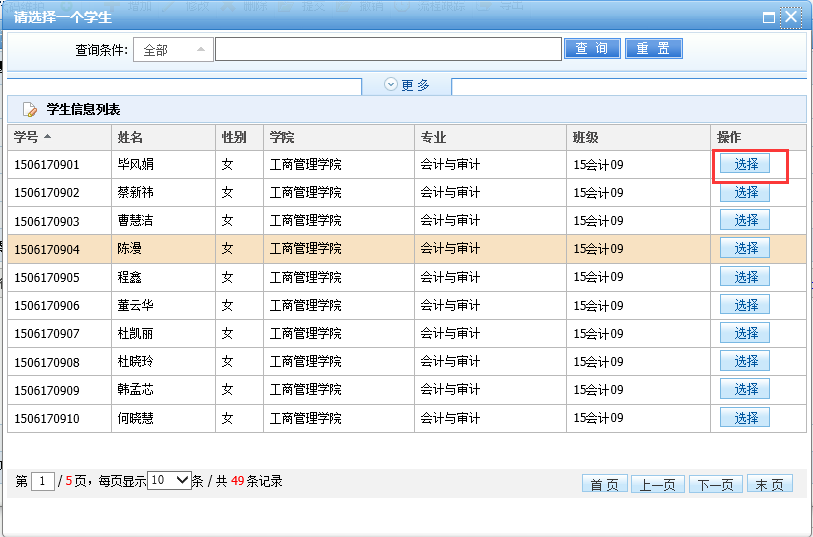 请选择一个学生
查询条件: 全部 查 询 重 置
更 多
学生信息列表
学号 姓名 性别 学院 专业 班级 操作
1506170901 毕风娟 女 工商管理学院 会计与审计 15会计09 选择
1506170902 蔡新祎 女 工商管理学院 会计与审计 15会计09 选择
1506170903 曹慧洁 女 工商管理学院 会计与审计 15会计09 选择
1506170904 陈漫 女 工商管理学院 会计与审计 15会计09 选择
1506170905 程鑫 女 工商管理学院 会计与审计 15会计09 选择
1506170906 董云华 女 工商管理学院 会计与审计 15会计09 选择
1506170907 杜凯丽 女 工商管理学院 会计与审计 15会计09 选择
1506170908 杜晓玲 女 工商管理学院 会计与审计 15会计09 选择
1506170909 韩孟芯 女 工商管理学院 会计与审计 15会计09 选择
1506170910 何晓慧 女 工商管理学院 会计与审计 15会计09 选择
第 1 / 5 页，每页显示 10 条 / 共 49 条记录 首 页 上一页 下一页 末 页